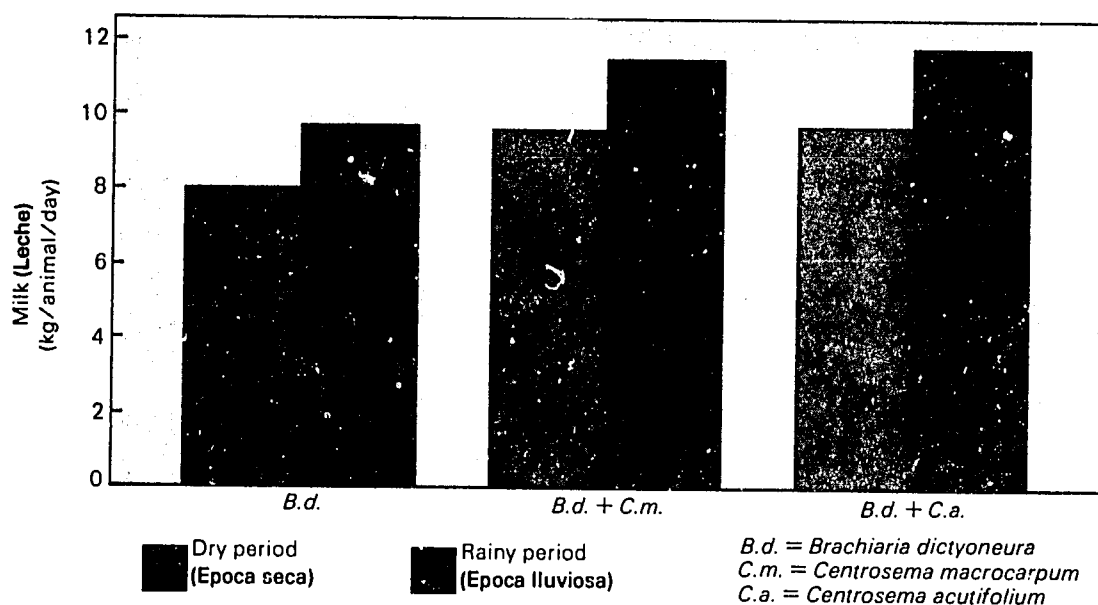 12
10
8
6
4
2
0
Milk (Leche)
(kg/animal/day)
B.d.
B.d. + C.m.
B.d. + C.a.
Dry period
(Epoca seca)
Rainy period
(Epoca lluviosa)
B.d. = Brachiaria dictyoneura
C.m. = Centrosema macrocarpum
C.a. = Centrosema acutifolium